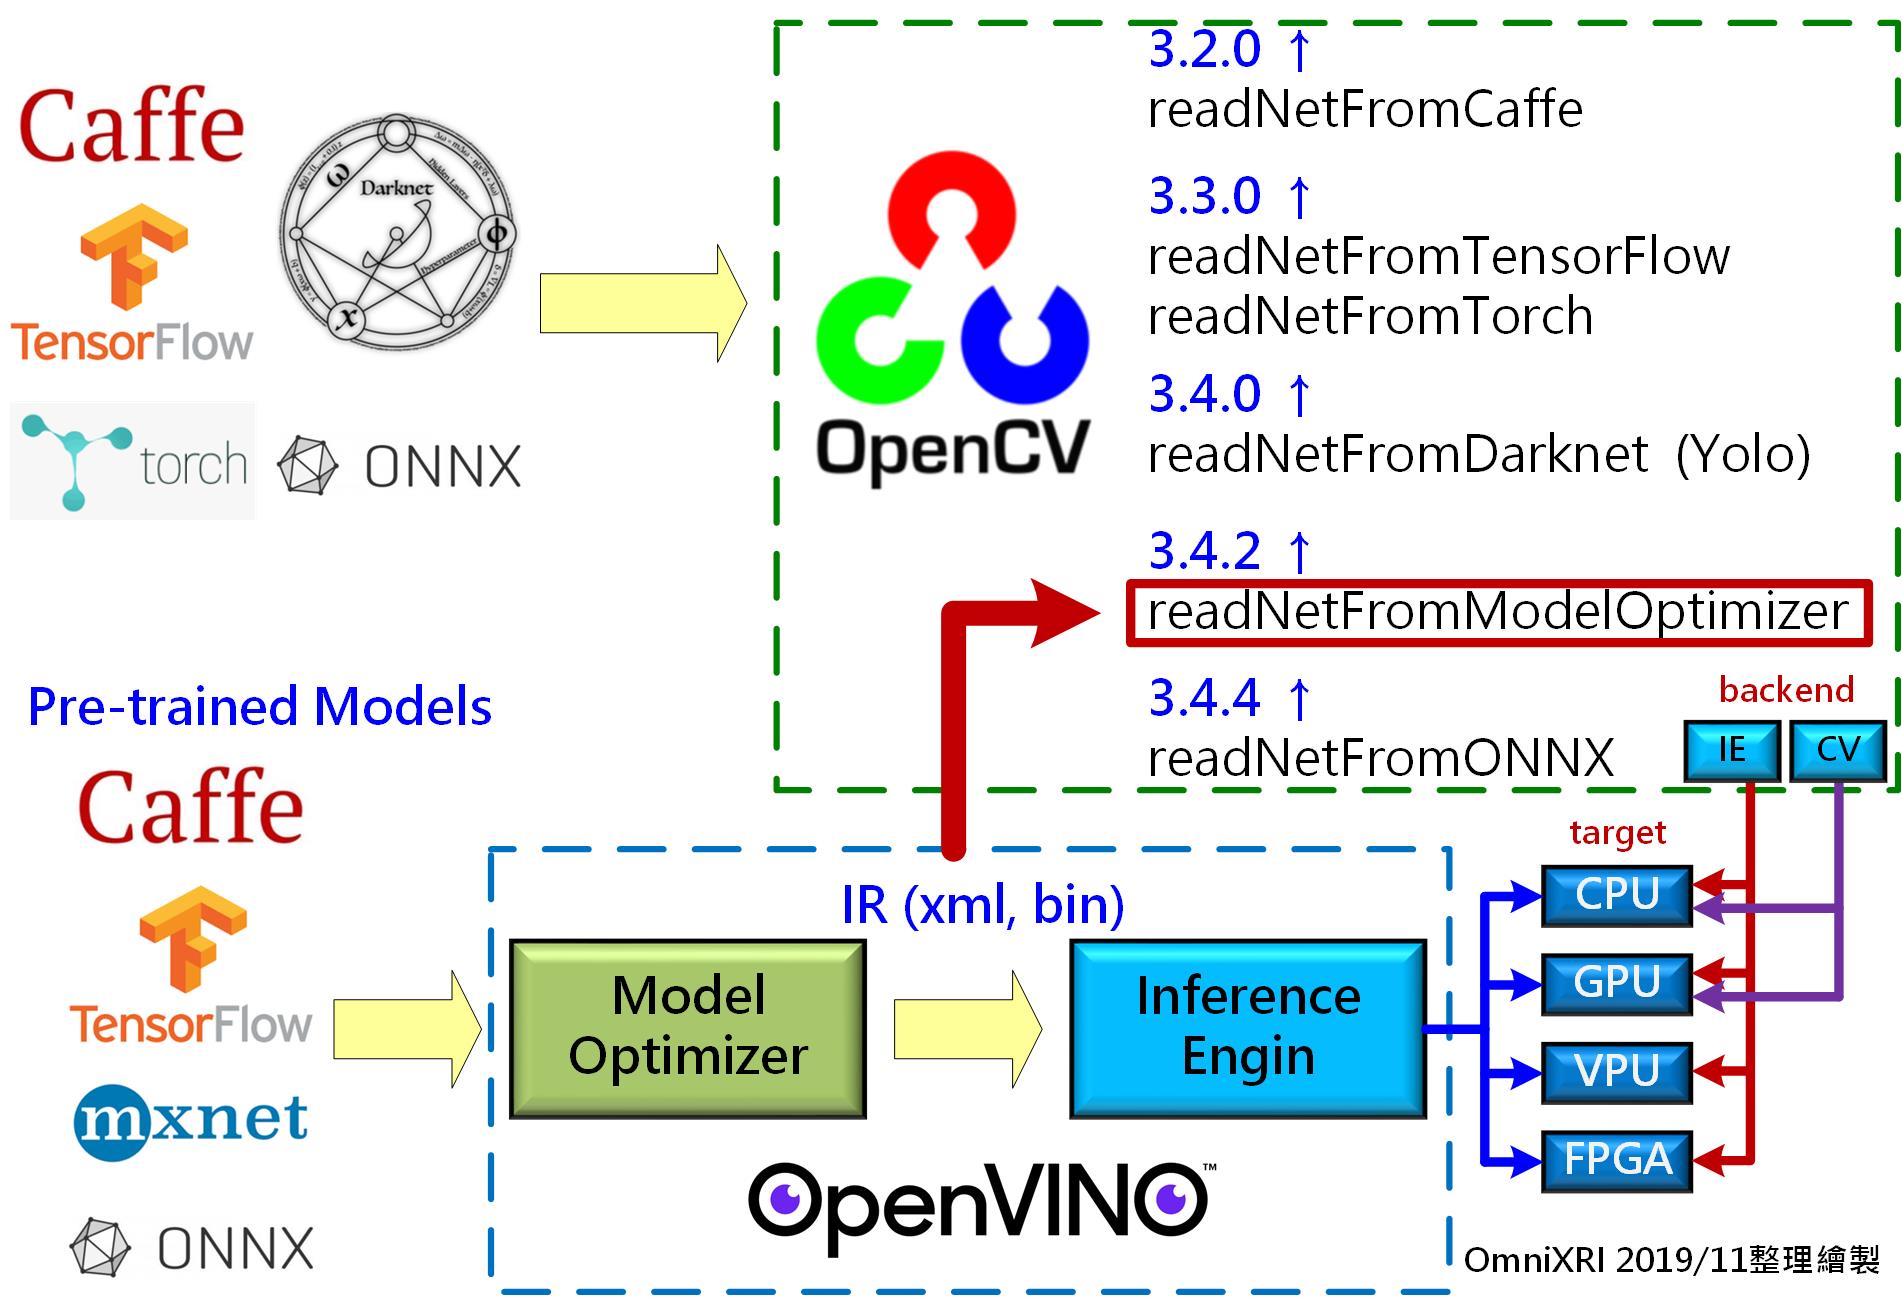 Caffe
Darknet
Hidden Layers
Hyperparameter
ω
ϕ
x
TensorFlow
torch
ONNX
OpenCV
3.2.0 ↑
readNetFromCaffe
3.3.0 ↑
readNetFromTensorFlow
readNetFromTorch
3.4.0 ↑
readNetFromDarknet (Yolo)
3.4.2 ↑
readNetFromModelOptimizer
3.4.4 ↑
readNetFromONNX
backend
IE
CV
Pre-trained Models
Caffe
TensorFlow
mxnet
ONNX
IR (xml, bin)
Model
Optimizer
Inference
Engin
OpenVINO™
target
CPU
GPU
VPU
FPGA
OmniXRI 2019/11整理繪製